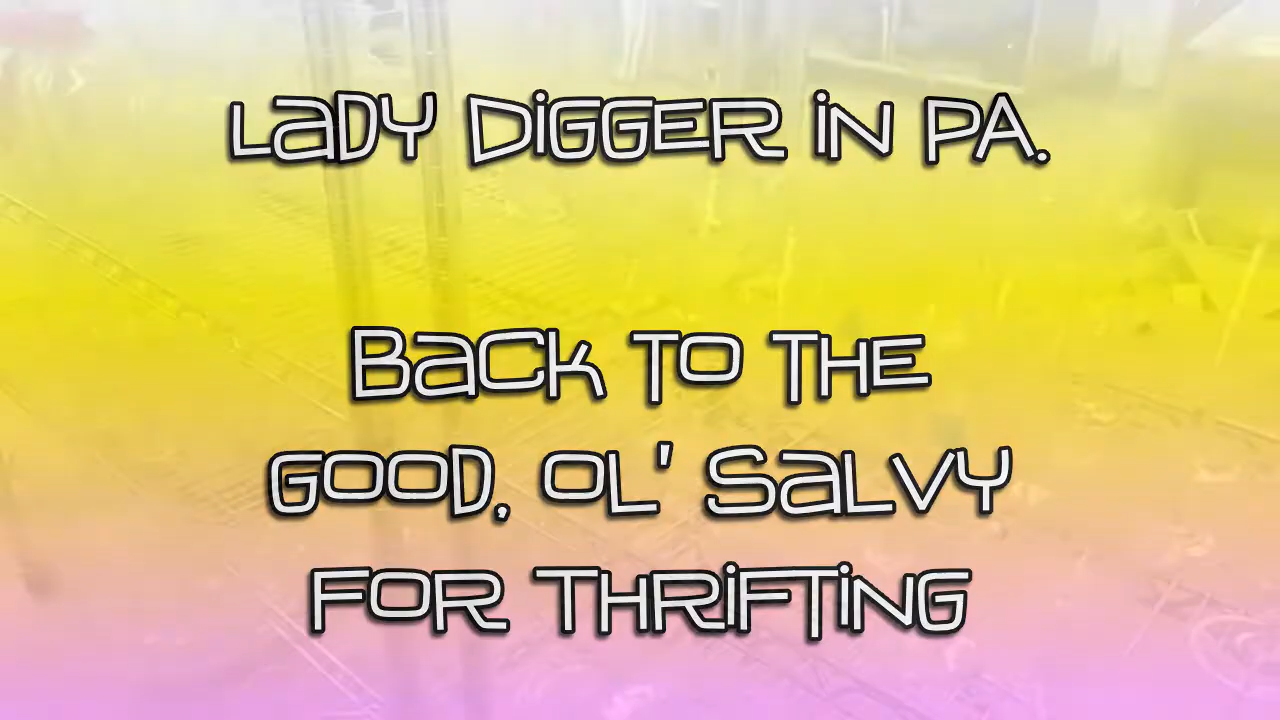 LADY DIGGER IN PA.
BACK TO THE
GOOD, OL' SALVY
FOR THRIFTING